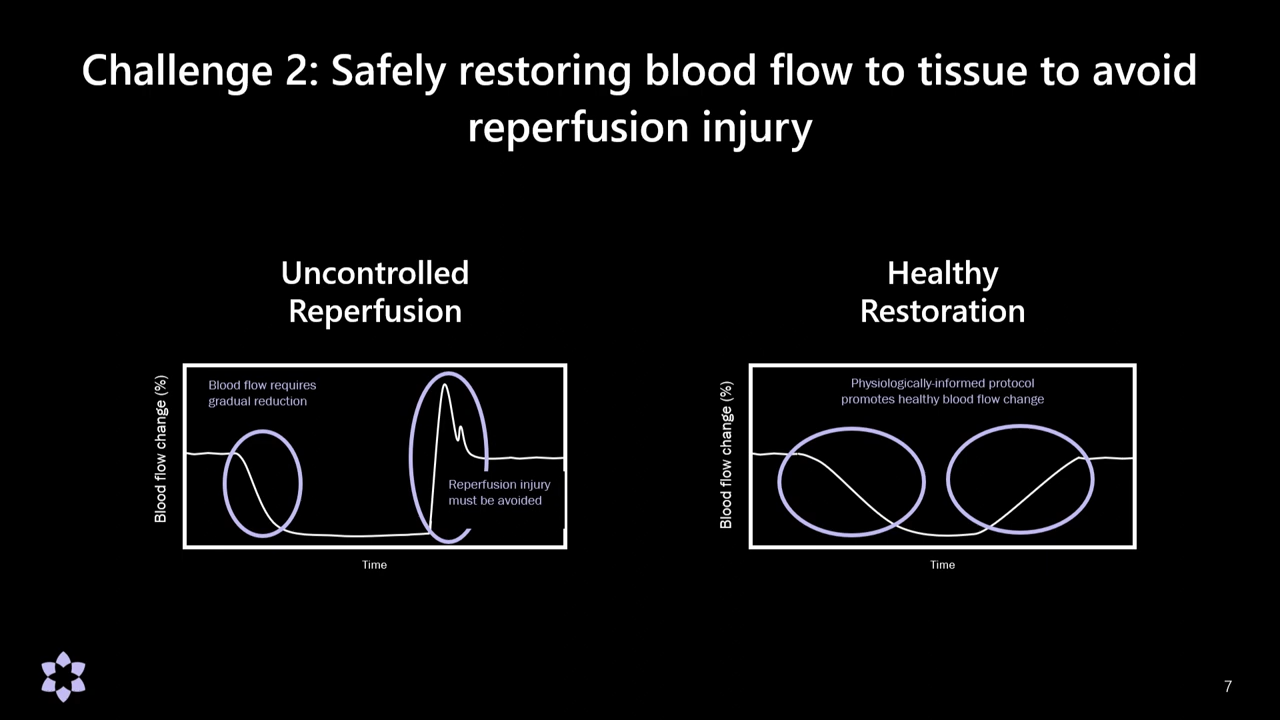 Challenge 2: Safely restoring blood flow to tissue to avoid
reperfusion injury
Uncontrolled
Reperfusion
Blood flow change (%)
Blood flow requires
gradual reduction
Reperfusion injury
must be avoided
Time
Healthy
Restoration
Blood flow change (%)
Physiologically-informed protocol
promotes healthy blood flow change
Time
7